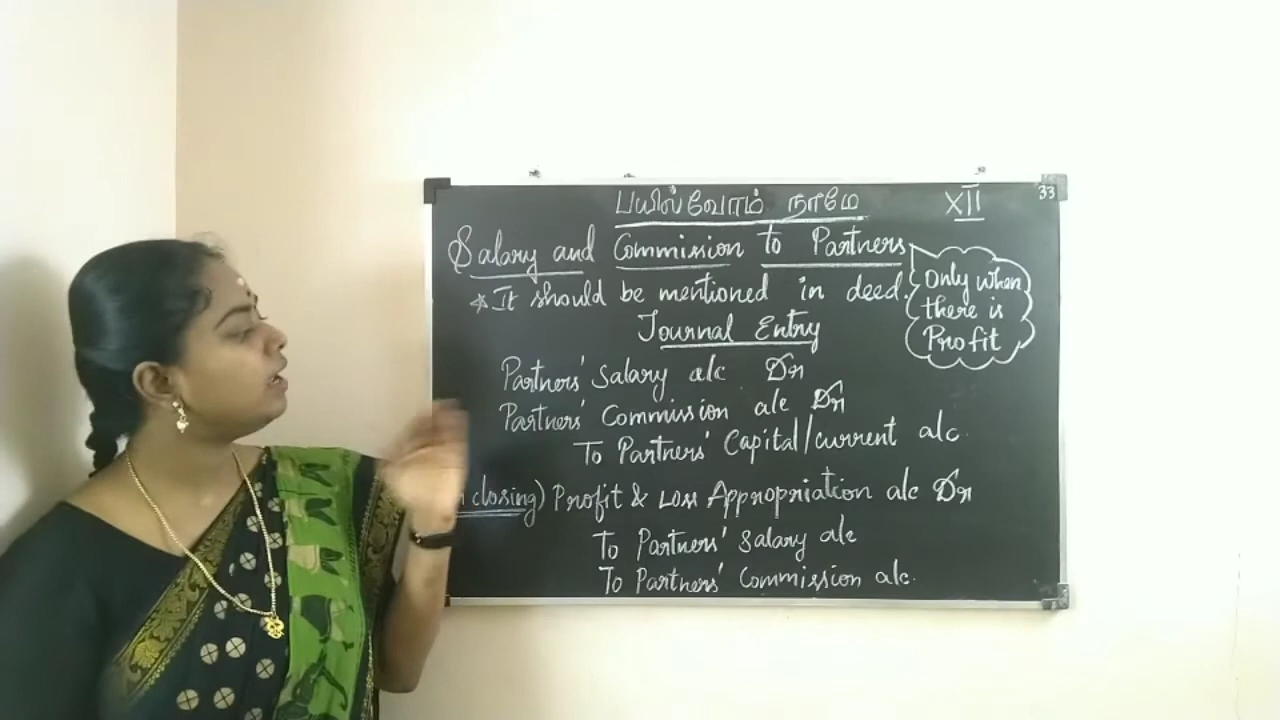 பயில்வோம் நாமே XII 33
Salary and Commission to Partners
* It should be mentioned in deed.
Only when
there is
Profit
Journal Entry
Partners' Salary a/c Dr
Partners' Commission a/c Dr
To Partners' Capital/current a/c.
closing) Profit & Loss Appropriation a/c Dr
To Partners' Salary a/c
To Partners' Commission a/c.